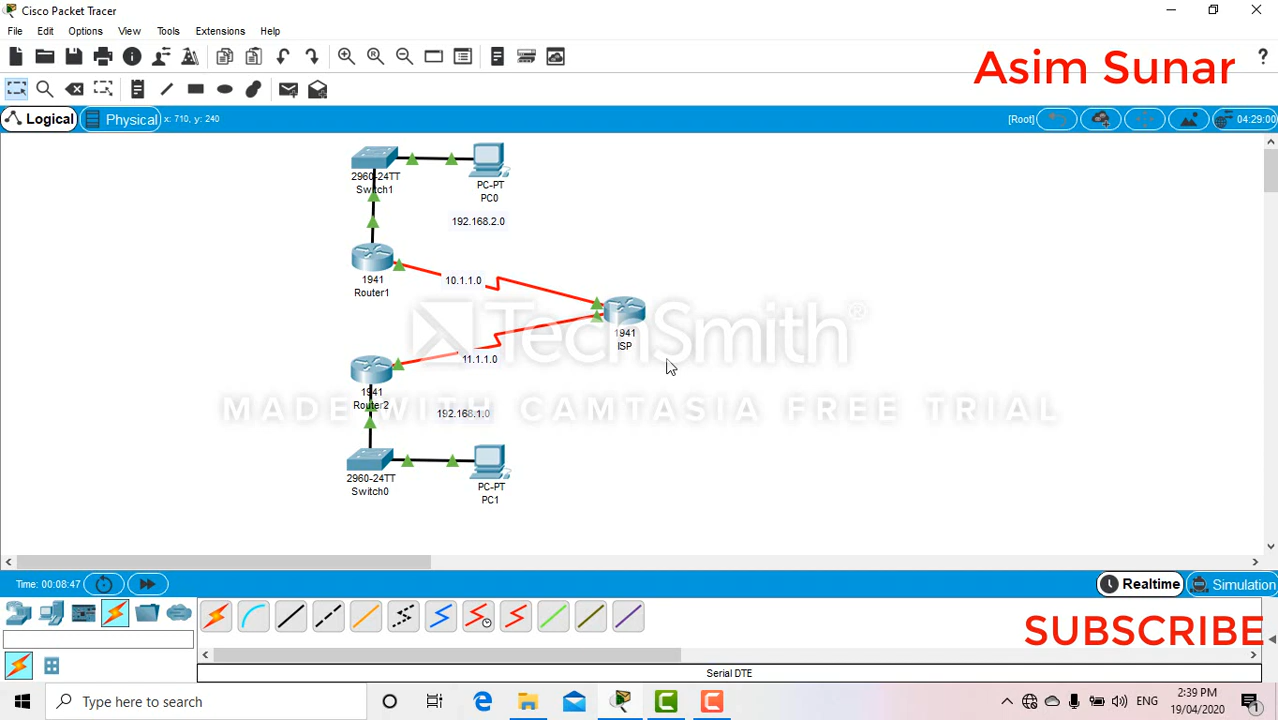 Cisco Packet Tracer
File Edit Options View Tools Extensions Help
Asim Sunar
?
Logical Physical x: 710, y: 240 [Root] 04:29:00
2960-24TT
Switch1
PC-PT
PC0
192.168.2.0
1941
Router1
10.1.1.0
1941
ISP
TechSmith®
11.1.1.0
1941
Router2
MADE WITH CAMTASIA FREE TRIAL
192.168.1.0
2960-24TT
Switch0
PC-PT
PC1
Time: 00:08:47 Realtime Simulation
SUBSCRIBE
Serial DTE
Type here to search
ENG
2:39 PM
19/04/2020
1